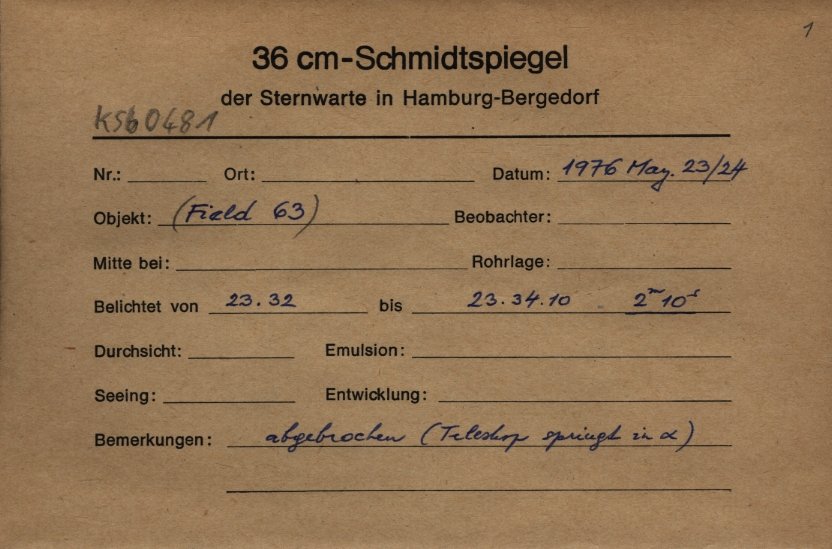 1
36 cm-Schmidtspiegel
der Sternwarte in Hamburg-Bergedorf
KSb0481
Nr.: Ort: Datum: 1976 May. 23/24
Objekt: (Field 63) Beobachter:
Mitte bei: Rohrlage:
Belichtet von 23.32 bis 23.34.10 2ᵐ10ˢ
Durchsicht: Emulsion:
Seeing: Entwicklung:
Bemerkungen: abgebrochen (Teleskop springt in α)